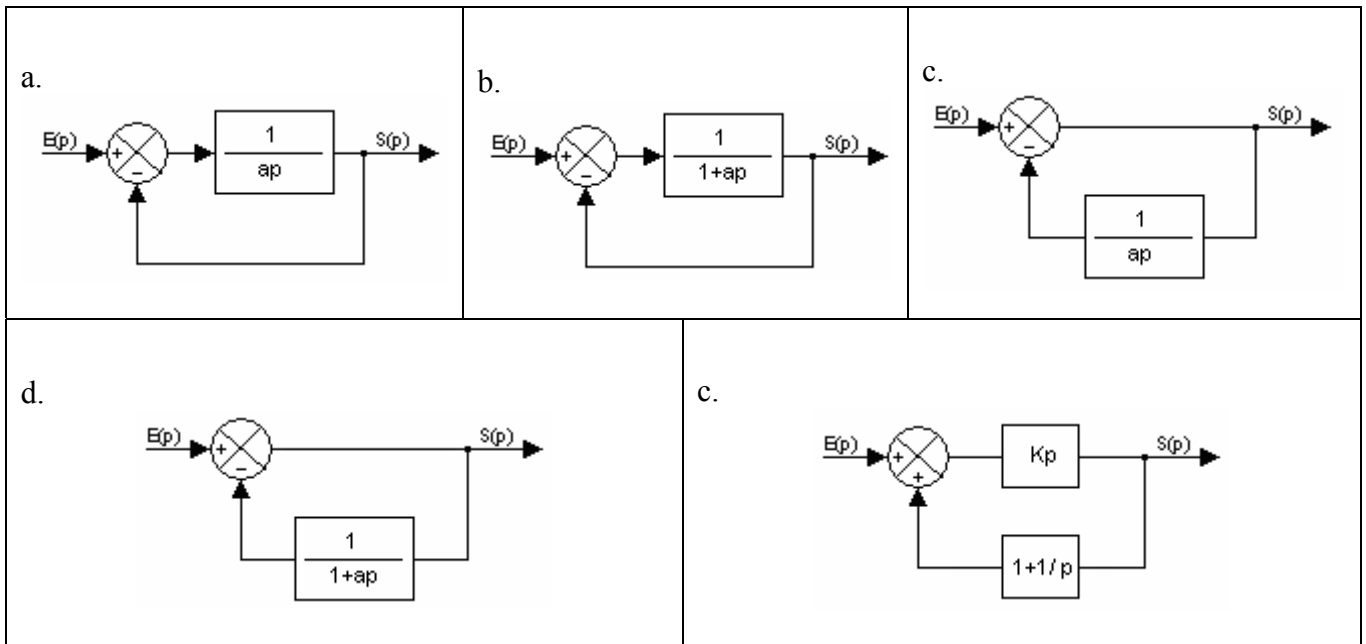 a.
E(p)
+
−
1
ap
S(p)
b.
E(p)
+
−
1
1+ap
S(p)
c.
E(p)
+
−
S(p)
1
ap
d.
E(p)
+
−
S(p)
1
1+ap
c.
E(p)
+
+
Kp
S(p)
1+1/p